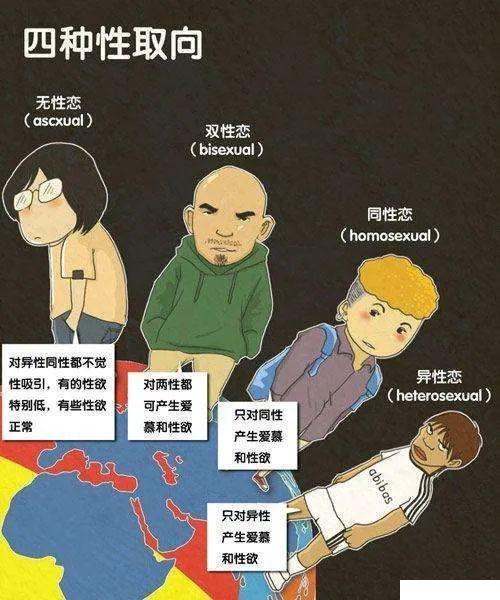 四种性取向
无性恋
（ascxual）
双性恋
（bisexual）
同性恋
（homosexual）
异性恋
（heterosexual）
对异性同性都不觉
性吸引，有的性欲
特别低，有些性欲
正常
对两性都
可产生爱
慕和性欲
只对同性
产生爱慕
和性欲
只对异性
产生爱慕
和性欲
abibas